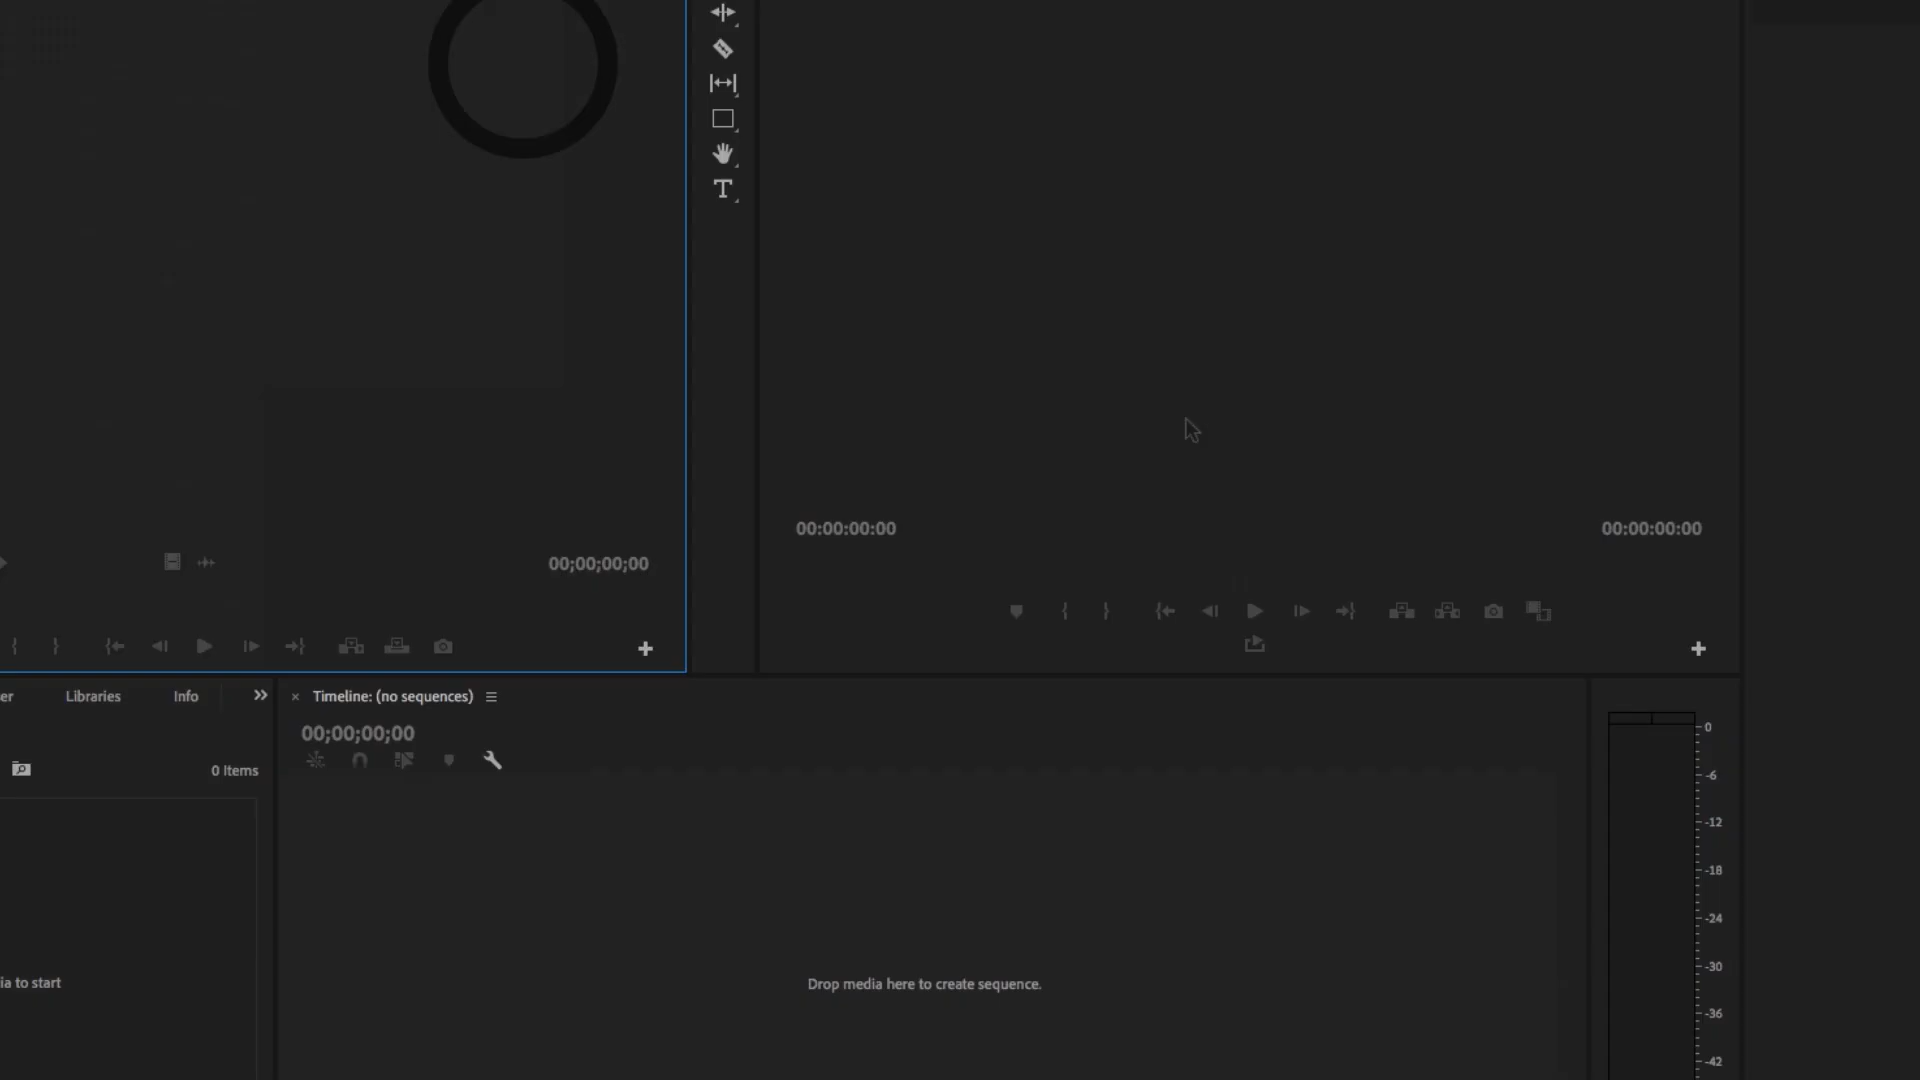 00:00:00:00
00:00:00:00
00;00;00;00
er
Libraries
Info
Timeline: (no sequences)
00;00;00;00
0 Items
ia to start
Drop media here to create sequence.
0
-6
-12
-18
-24
-30
-36
-42